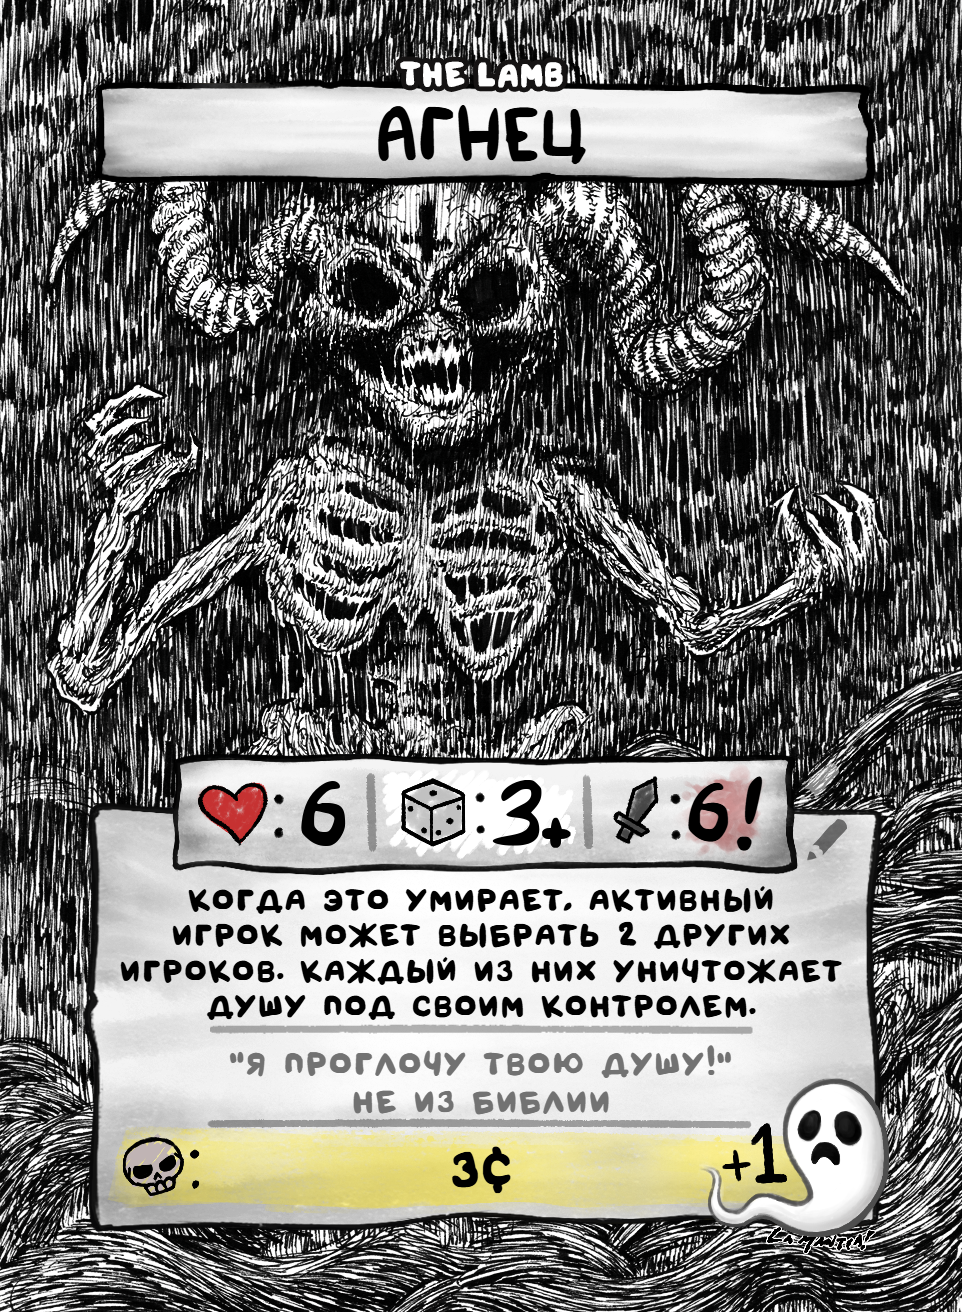 THE LAMB
АГНЕЦ
: 6 : 3+ : 6!
КОГДА ЭТО УМИРАЕТ, АКТИВНЫЙ
ИГРОК МОЖЕТ ВЫБРАТЬ 2 ДРУГИХ
ИГРОКОВ. КАЖДЫЙ ИЗ НИХ УНИЧТОЖАЕТ
ДУШУ ПОД СВОИМ КОНТРОЛЕМ.
"Я ПРОГЛОЧУ ТВОЮ ДУШУ!"
НЕ ИЗ БИБЛИИ
: 3¢ +1